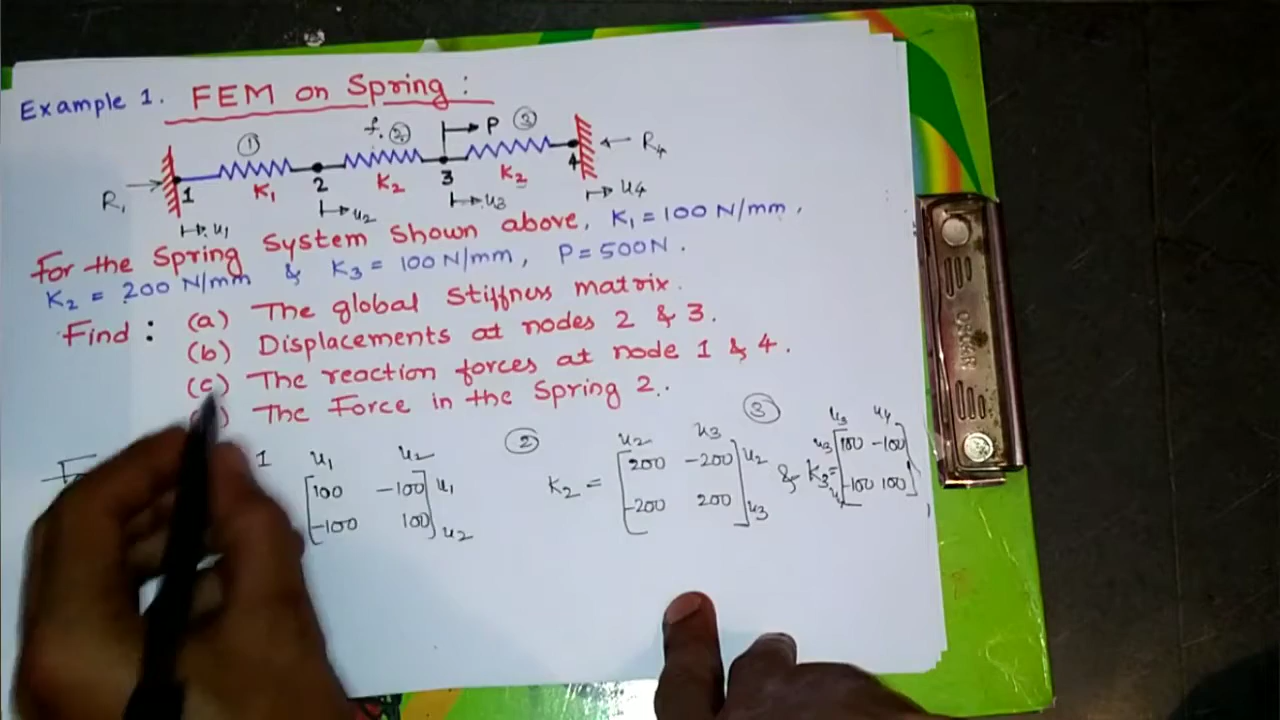 Example 1. FEM on Spring :
① f. ② P ③
R₁ 1 K₁ 2 K₂ 3 K₂ 4 R₄
u₁ u₂ u₃ u₄
For the Spring System Shown above, K₁ = 100 N/mm,
K₂ = 200 N/mm & K₃ = 100 N/mm, P = 500N.
Find : (a) The global Stiffness matrix.
(b) Displacements at nodes 2 & 3.
(c) The reaction forces at node 1 & 4.
The Force in the Spring 2.
1 ② ③
u₁ u₂
100 -100 u₁
-100 100 u₂
u₂ u₃
K₂ = 200 -200 u₂
-200 200 u₃
u₃ u₄
& K₃ = u₃ 100 -100
u₄ -100 100